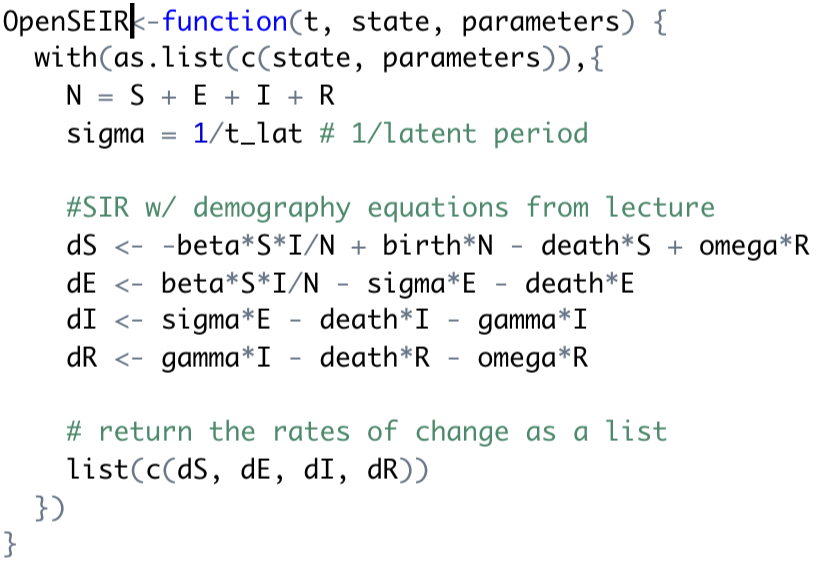 OpenSEIR<-function(t, state, parameters) {
  with(as.list(c(state, parameters)),{
    N = S + E + I + R
    sigma = 1/t_lat # 1/latent period

    #SIR w/ demography equations from lecture
    dS <- -beta*S*I/N + birth*N - death*S + omega*R
    dE <- beta*S*I/N - sigma*E - death*E
    dI <- sigma*E - death*I - gamma*I
    dR <- gamma*I - death*R - omega*R

    # return the rates of change as a list
    list(c(dS, dE, dI, dR))
  })
}